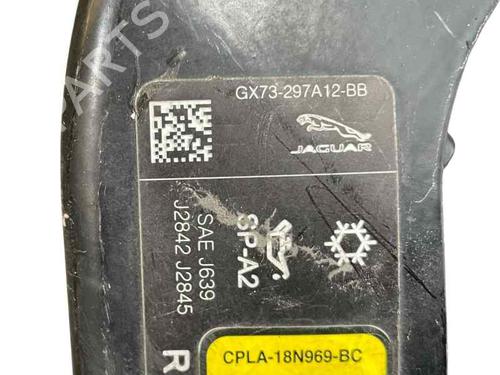 PARTS
GX73-297A12-BB
JAGUAR
SP-A2
SAE J639
J2842 J2845
R
CPLA-18N969-BC